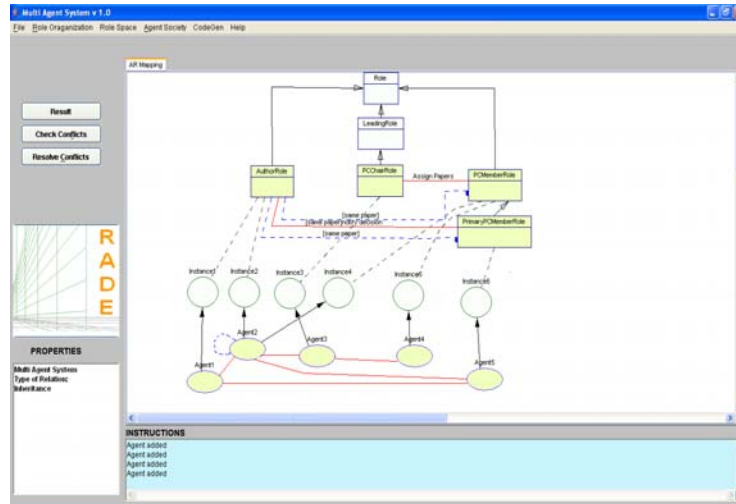 Multi Agent System v 1.0
File Role Oraganization Role Space Agent Society CodeGen Help
AR Mapping
Result
Check Conflicts
Resolve Conflicts
R
A
D
E
PROPERTIES
Multi Agent System
Type of Relation:
Inheritance
Role
LeadingRole
AuthorRole
PCChairRole
Assign Papers
PCMemberRole
[same paper]
PrimaryPCMemberRole
[same paper]
Instance1
Instance2
Instance3
Instance4
Instance6
Agent1
Agent2
Agent3
Agent4
Agent5
INSTRUCTIONS
Agent added
Agent added
Agent added
Agent added